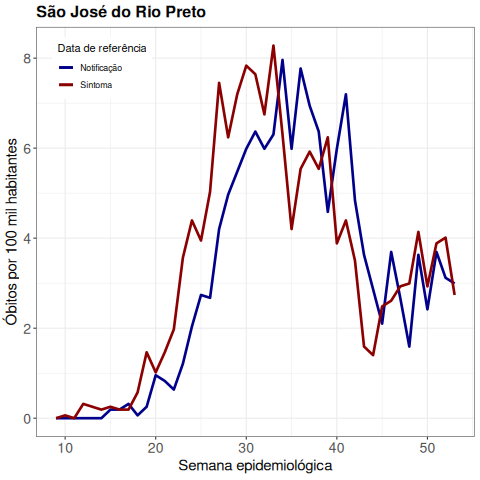 São José do Rio Preto
Data de referência
Notificação
Sintoma
Óbitos por 100 mil habitantes
8
6
4
2
0
10 20 30 40 50
Semana epidemiológica